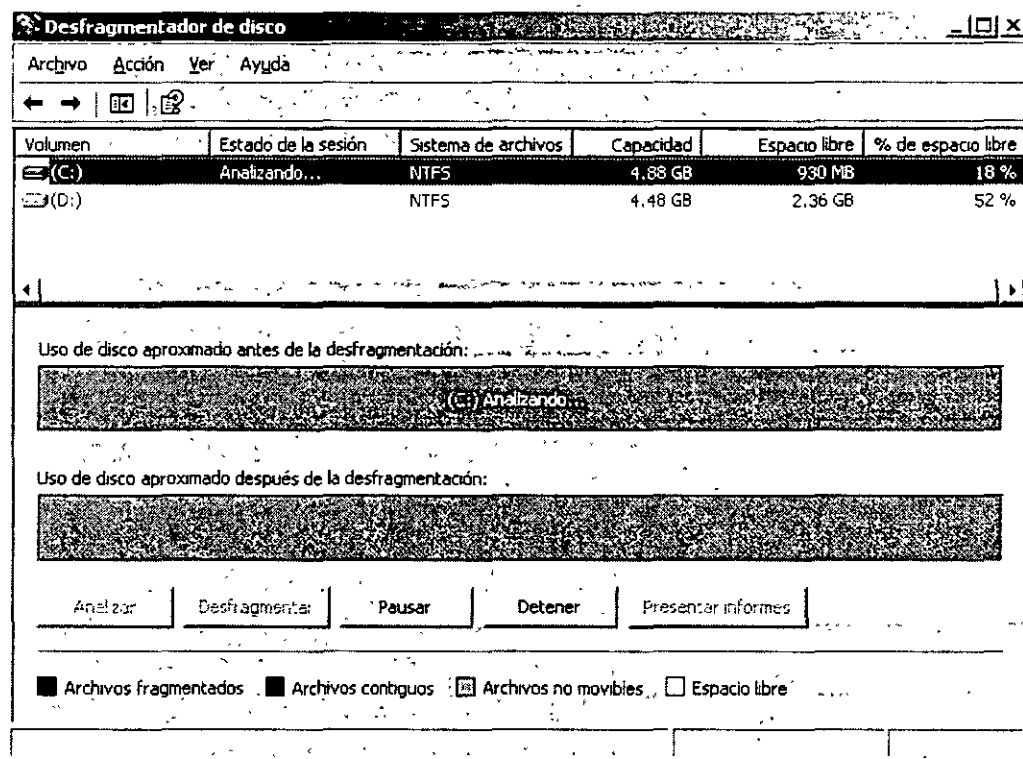 Desfragmentador de disco
Archivo Acción Ver Ayuda
Volumen Estado de la sesión Sistema de archivos Capacidad Espacio libre % de espacio libre
(C:) Analizando... NTFS 4.88 GB 930 MB 18 %
(D:) NTFS 4.48 GB 2.36 GB 52 %
Uso de disco aproximado antes de la desfragmentación:
(C:) Analizando...
Uso de disco aproximado después de la desfragmentación:
Analizar Desfragmentar Pausar Detener Presentar informes
Archivos fragmentados Archivos contiguos Archivos no movibles Espacio libre